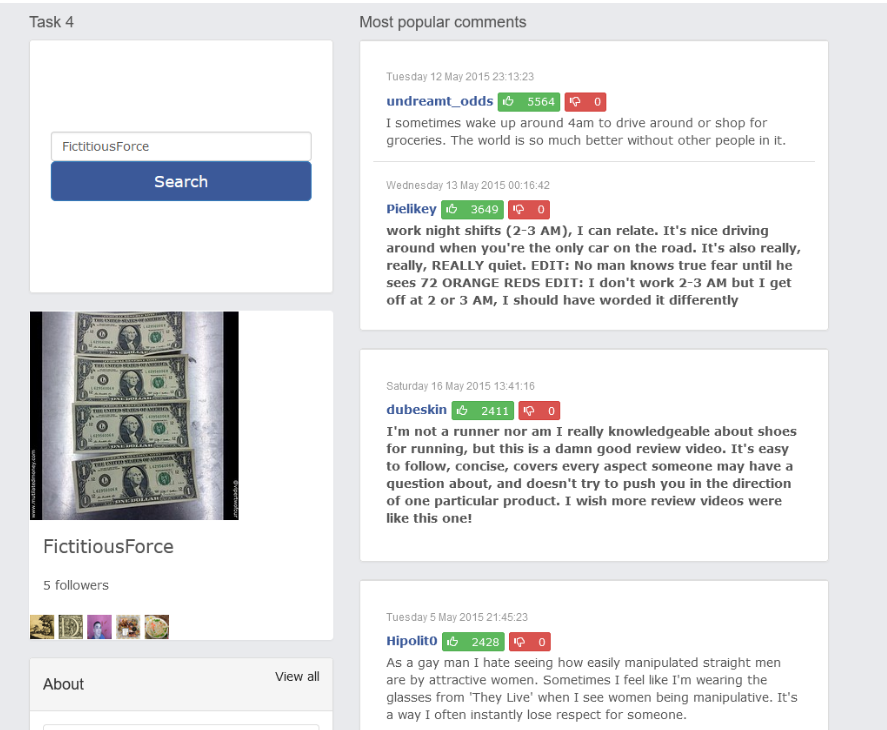 Task 4
FictitiousForce
Search
THE UNITED STATES OF AMERICA
ONE DOLLAR
www.mutilatedmoney.com
FictitiousForce
5 followers
About
View all
Most popular comments
Tuesday 12 May 2015 23:13:23
undreamt_odds 5564 0
I sometimes wake up around 4am to drive around or shop for
groceries. The world is so much better without other people in it.
Wednesday 13 May 2015 00:16:42
Pielikey 3649 0
work night shifts (2-3 AM), I can relate. It's nice driving
around when you're the only car on the road. It's also really,
really, REALLY quiet. EDIT: No man knows true fear until he
sees 72 ORANGE REDS EDIT: I don't work 2-3 AM but I get
off at 2 or 3 AM, I should have worded it differently
Saturday 16 May 2015 13:41:16
dubeskin 2411 0
I'm not a runner nor am I really knowledgeable about shoes
for running, but this is a damn good review video. It's easy
to follow, concise, covers every aspect someone may have a
question about, and doesn't try to push you in the direction
of one particular product. I wish more review videos were
like this one!
Tuesday 5 May 2015 21:45:23
Hipolit0 2428 0
As a gay man I hate seeing how easily manipulated straight men
are by attractive women. Sometimes I feel like I'm wearing the
glasses from 'They Live' when I see women being manipulative. It's
a way I often instantly lose respect for someone.